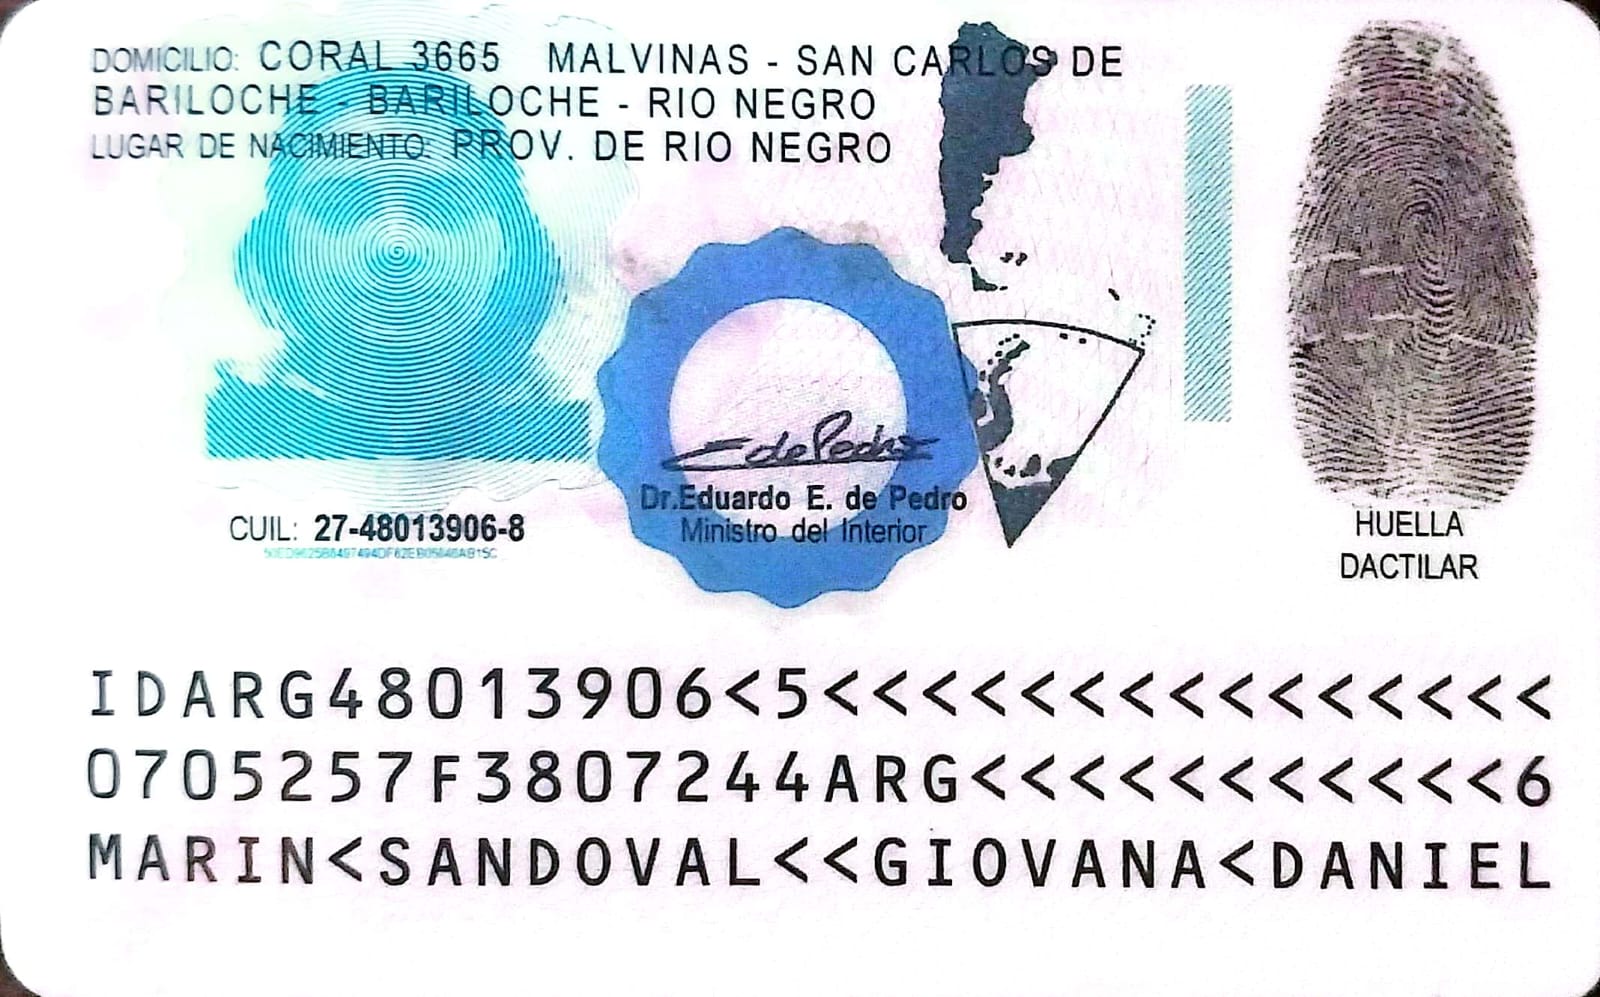 DOMICILIO: CORAL 3665 MALVINAS - SAN CARLOS DE
BARILOCHE - BARILOCHE - RIO NEGRO
LUGAR DE NACIMIENTO: PROV. DE RIO NEGRO
EdePedro
Dr.Eduardo E. de Pedro
Ministro del Interior
CUIL: 27-48013906-8
HUELLA
DACTILAR
IDARG48013906<5<<<<<<<<<<<<<<<
0705257F3807244ARG<<<<<<<<<<<6
MARIN<SANDOVAL<<GIOVANA<DANIEL